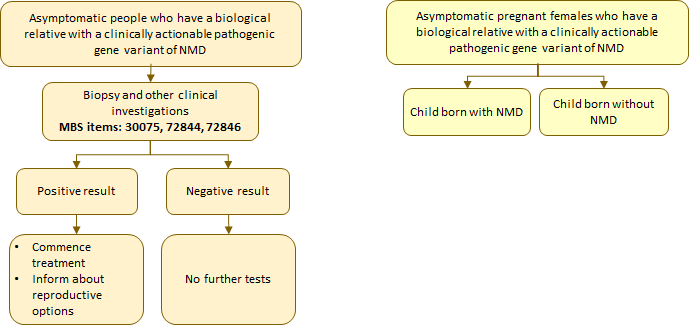 Asymptomatic people who have a biological
relative with a clinically actionable pathogenic
gene variant of NMD
Biopsy and other clinical
investigations
MBS items: 30075, 72844, 72846
Positive result
Negative result
• Commence
treatment
• Inform about
reproductive
options
No further tests
Asymptomatic pregnant females who have a
biological relative with a clinically actionable
pathogenic gene variant of NMD
Child born with NMD
Child born without
NMD